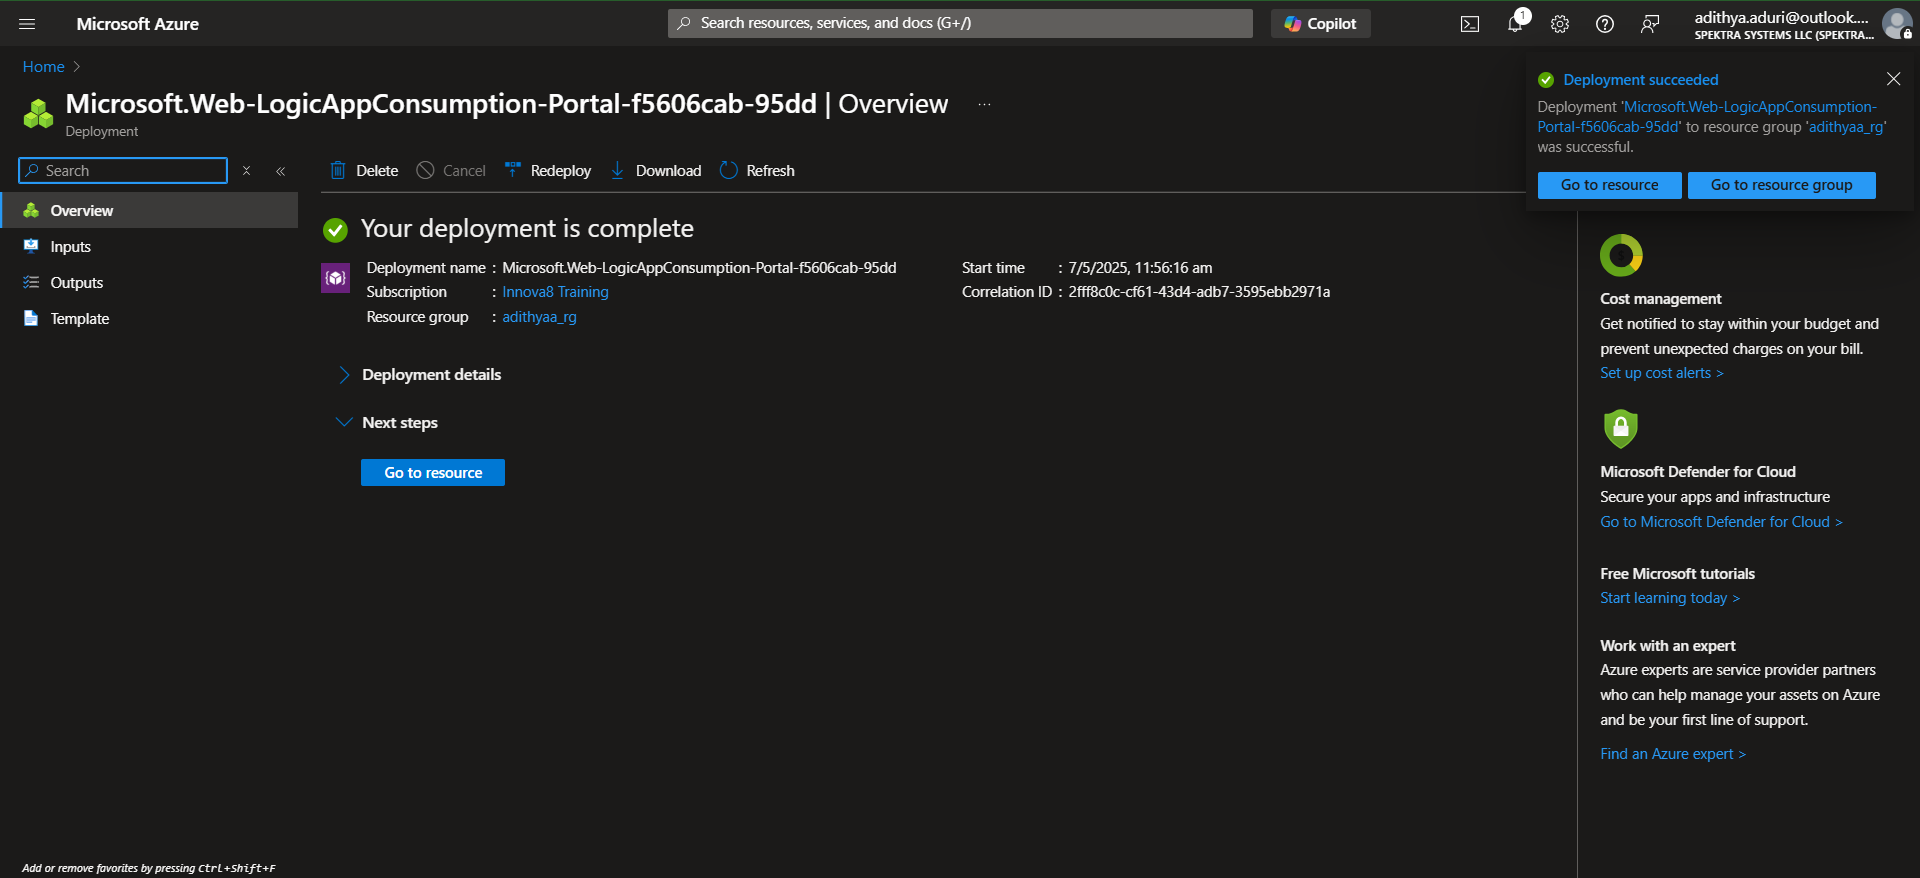 Microsoft Azure
Search resources, services, and docs (G+/)
Copilot
1
adithya.aduri@outlook....
SPEKTRA SYSTEMS LLC (SPEKTRA...
Home
Microsoft.Web-LogicAppConsumption-Portal-f5606cab-95dd | Overview ...
Deployment
Search
Overview
Inputs
Outputs
Template
Delete
Cancel
Redeploy
Download
Refresh
Your deployment is complete
Deployment name : Microsoft.Web-LogicAppConsumption-Portal-f5606cab-95dd
Subscription : Innova8 Training
Resource group : adithyaa_rg
Start time : 7/5/2025, 11:56:16 am
Correlation ID : 2fff8c0c-cf61-43d4-adb7-3595ebb2971a
Deployment details
Next steps
Go to resource
Deployment succeeded
Deployment 'Microsoft.Web-LogicAppConsumption-
Portal-f5606cab-95dd' to resource group 'adithyaa_rg'
was successful.
Go to resource
Go to resource group
Cost management
Get notified to stay within your budget and
prevent unexpected charges on your bill.
Set up cost alerts >
Microsoft Defender for Cloud
Secure your apps and infrastructure
Go to Microsoft Defender for Cloud >
Free Microsoft tutorials
Start learning today >
Work with an expert
Azure experts are service provider partners
who can help manage your assets on Azure
and be your first line of support.
Find an Azure expert >
Add or remove favorites by pressing Ctrl+Shift+F